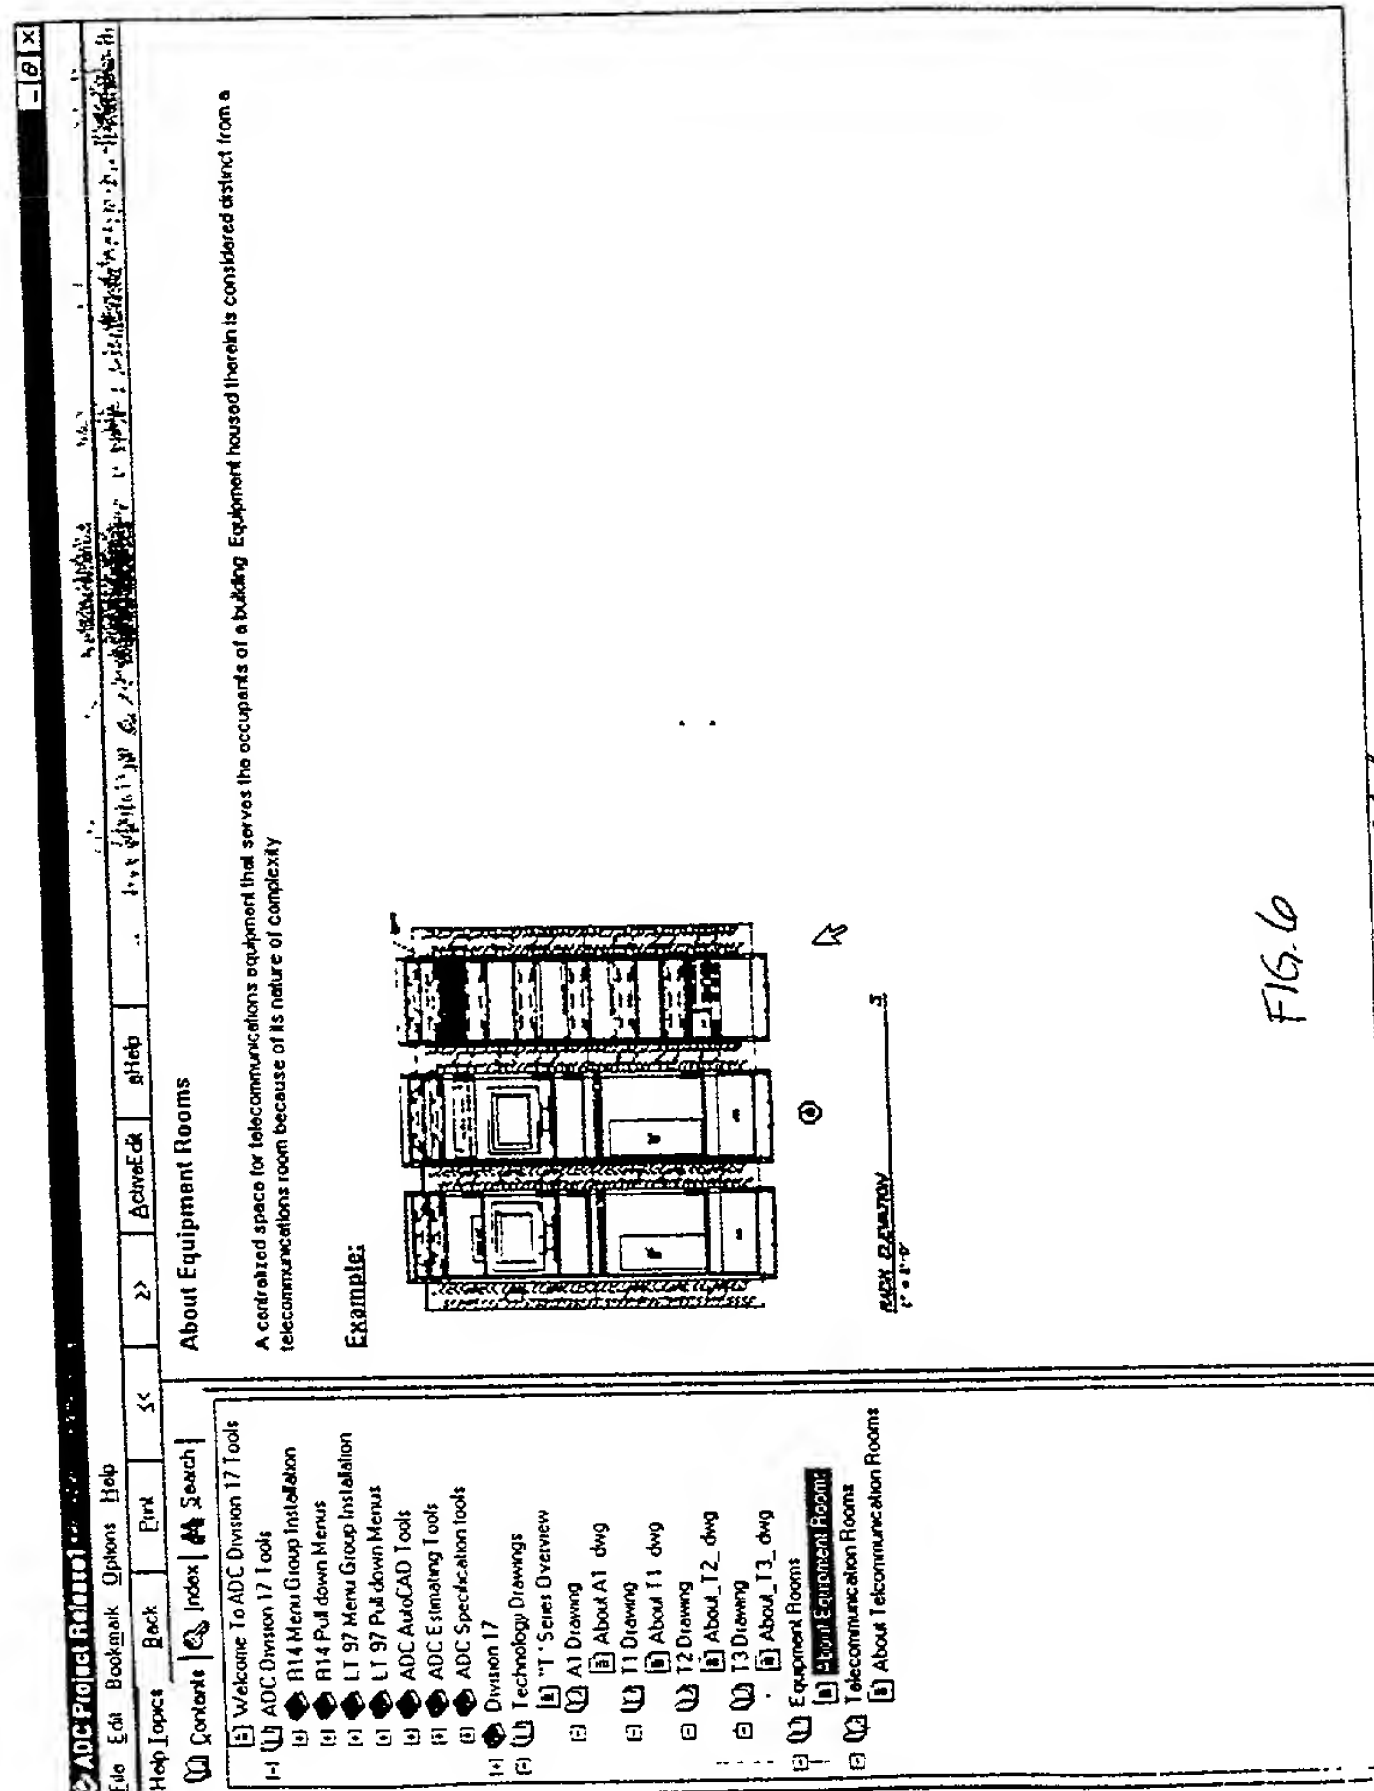 ADC Project
File Edit Bookmark Options Help
Help Topics Back Print << >> ActiveEdit gHelp
Contents Index Search
Welcome To ADC Division 17 Tools
ADC Division 17 Tools
R14 Menu Group Installation
R14 Pull down Menus
LT 97 Menu Group Installation
LT 97 Pull down Menus
ADC AutoCAD Tools
ADC Estimating Tools
ADC Specification tools
Division 17
Technology Drawings
"T" Series Overview
A1 Drawing
About A1 dwg
T1 Drawing
About T1 dwg
T2 Drawing
About_T2_dwg
T3 Drawing
About_T3_dwg
Equipment Rooms
About Equipment Rooms
Telecommunication Rooms
About Telecommunication Rooms
About Equipment Rooms
A centralized space for telecommunications equipment that serves the occupants of a building Equipment housed therein is considered distinct from a
telecommunications room because of its nature of complexity
Example:
RACK ELEVATION
FIG. 6